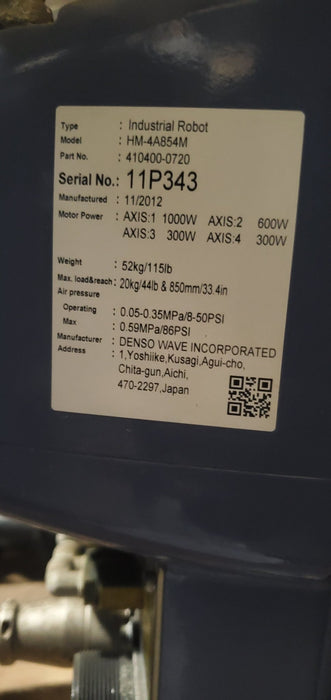 Type : Industrial Robot
Model : HM-4A854M
Part No. : 410400-0720
Serial No.: 11P343
Manufactured : 11/2012
Motor Power : AXIS:1 1000W AXIS:2 600W
AXIS:3 300W AXIS:4 300W
Weight : 52kg/115lb
Max. load&reach: 20kg/44lb & 850mm/33.4in
Air pressure
Operating : 0.05-0.35MPa/8-50PSI
Max : 0.59MPa/86PSI
Manufacturer : DENSO WAVE INCORPORATED
Address : 1,Yoshiike,Kusagi,Agui-cho,
Chita-gun,Aichi,
470-2297,Japan